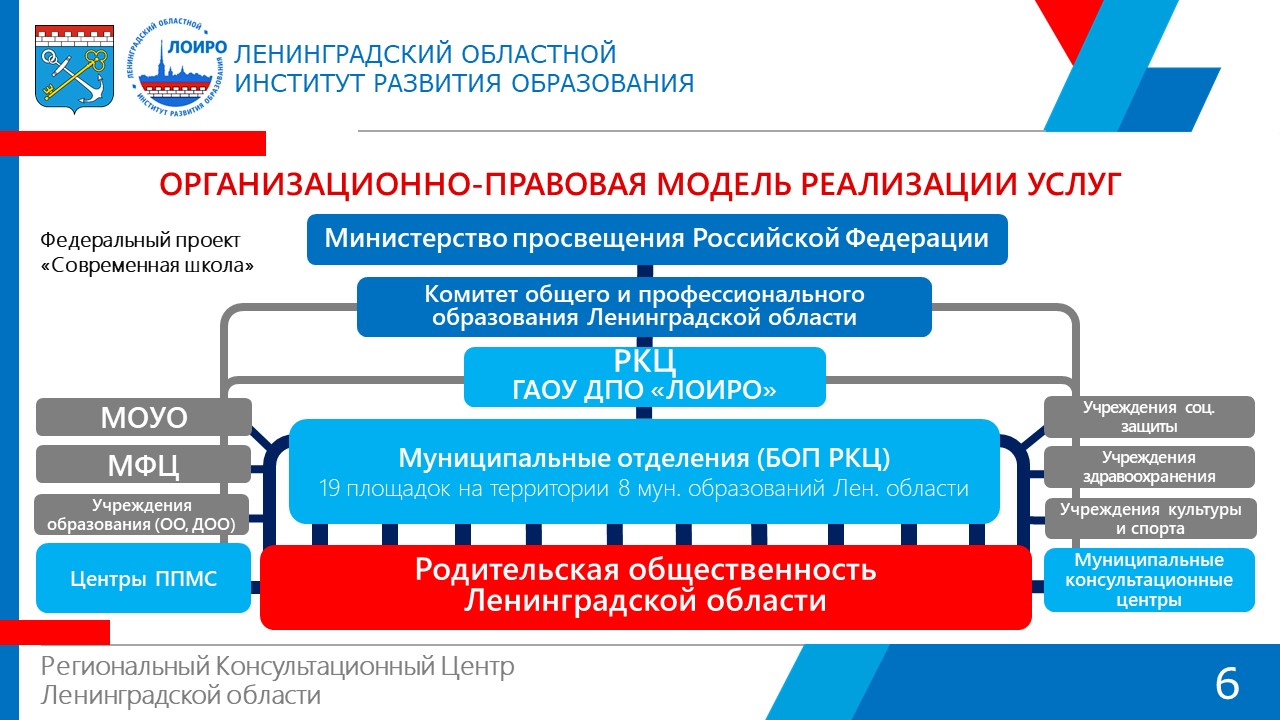 ЛЕНИНГРАДСКИЙ ОБЛАСТНОЙ
ЛОИРО
ИНСТИТУТ РАЗВИТИЯ ОБРАЗОВАНИЯ
ЛЕНИНГРАДСКИЙ ОБЛАСТНОЙ
ИНСТИТУТ РАЗВИТИЯ ОБРАЗОВАНИЯ
ОРГАНИЗАЦИОННО-ПРАВОВАЯ МОДЕЛЬ РЕАЛИЗАЦИИ УСЛУГ
Федеральный проект
«Современная школа»
Министерство просвещения Российской Федерации
Комитет общего и профессионального
образования Ленинградской области
РКЦ
ГАОУ ДПО «ЛОИРО»
МОУО
МФЦ
Учреждения
образования (ОО, ДОО)
Центры ППМС
Муниципальные отделения (БОП РКЦ)
19 площадок на территории 8 мун. образований Лен. области
Родительская общественность
Ленинградской области
Учреждения соц.
защиты
Учреждения
здравоохранения
Учреждения культуры
и спорта
Муниципальные
консультационные
центры
Региональный Консультационный Центр
Ленинградской области
6